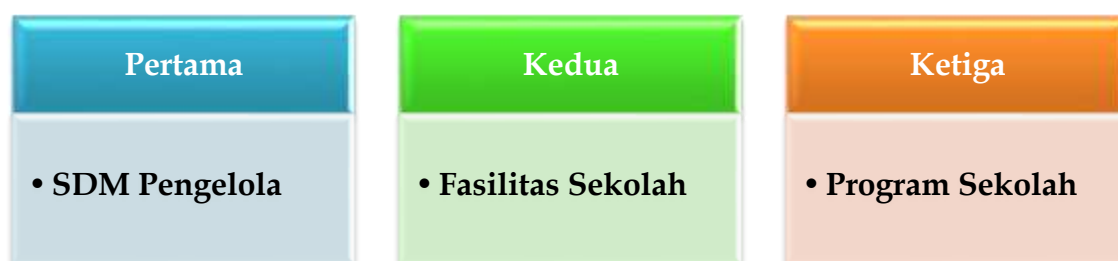 Pertama
Kedua
Ketiga
• SDM Pengelola
• Fasilitas Sekolah
• Program Sekolah